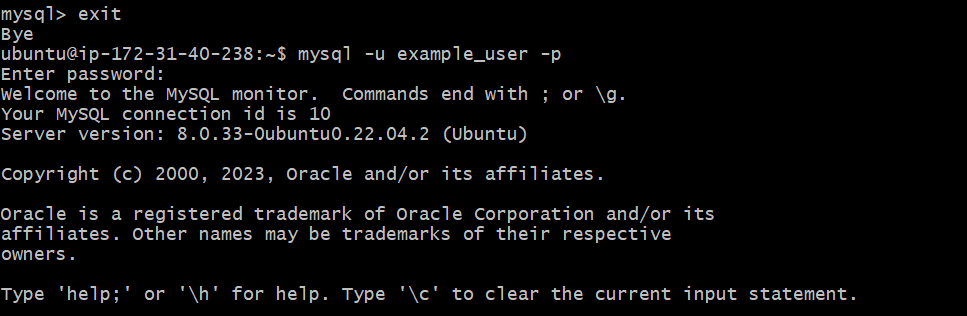 mysql> exit
Bye
ubuntu@ip-172-31-40-238:~$ mysql -u example_user -p
Enter password:
Welcome to the MySQL monitor.  Commands end with ; or \g.
Your MySQL connection id is 10
Server version: 8.0.33-0ubuntu0.22.04.2 (Ubuntu)
Copyright (c) 2000, 2023, Oracle and/or its affiliates.
Oracle is a registered trademark of Oracle Corporation and/or its
affiliates. Other names may be trademarks of their respective
owners.
Type 'help;' or '\h' for help. Type '\c' to clear the current input statement.